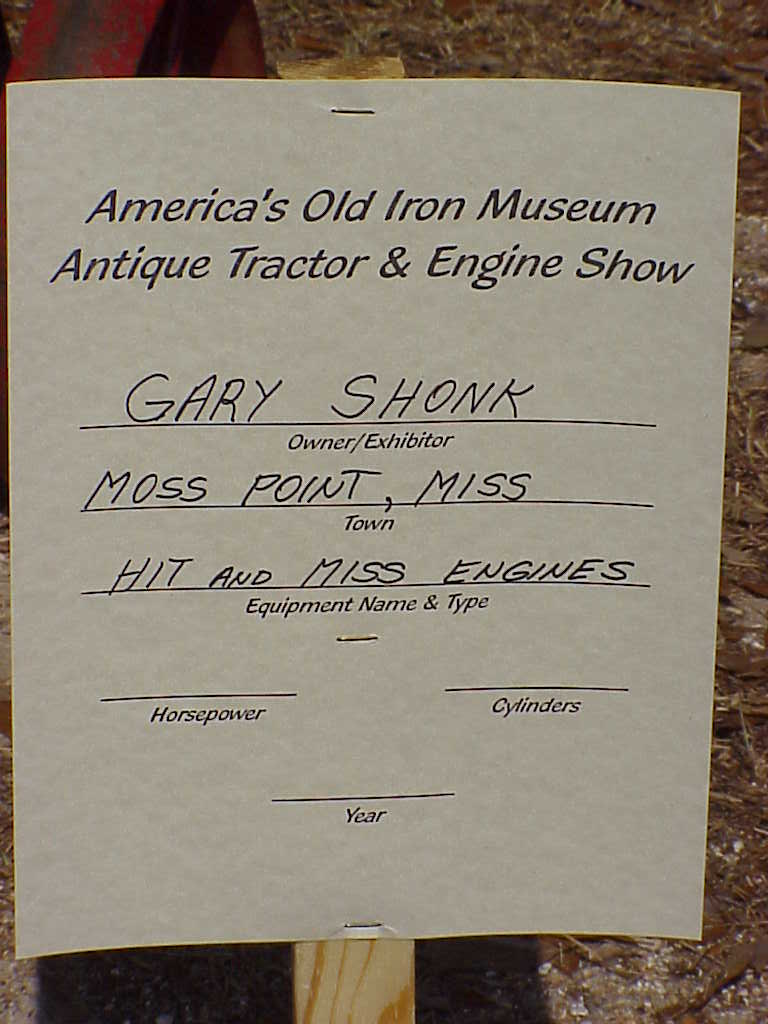 America's Old Iron Museum
Antique Tractor & Engine Show
GARY SHONK
Owner/Exhibitor
MOSS POINT, MISS
Town
HIT AND MISS ENGINES
Equipment Name & Type
Horsepower
Cylinders
Year